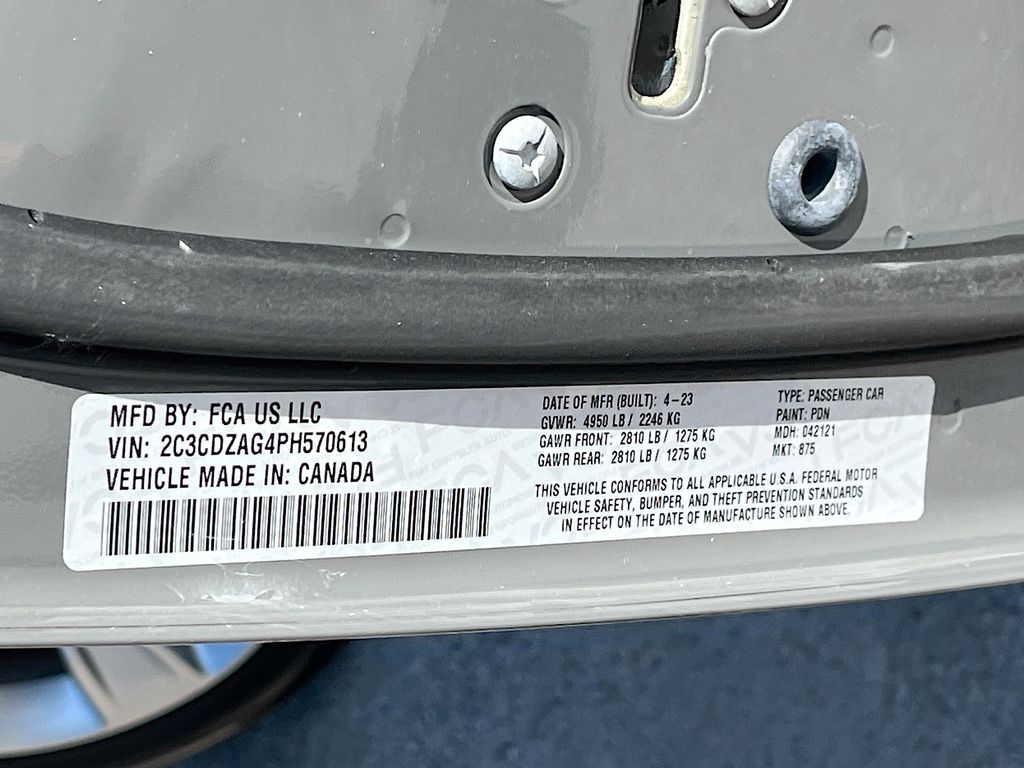 MFD BY: FCA US LLC
VIN: 2C3CDZAG4PH570613
VEHICLE MADE IN: CANADA
DATE OF MFR (BUILT): 4-23
GVWR: 4950 LB / 2246 KG
GAWR FRONT: 2810 LB / 1275 KG
GAWR REAR: 2810 LB / 1275 KG
TYPE: PASSENGER CAR
PAINT: PDN
MDH: 042121
MKT: 875
THIS VEHICLE CONFORMS TO ALL APPLICABLE U.S.A. FEDERAL MOTOR
VEHICLE SAFETY, BUMPER, AND THEFT PREVENTION STANDARDS
IN EFFECT ON THE DATE OF MANUFACTURE SHOWN ABOVE.